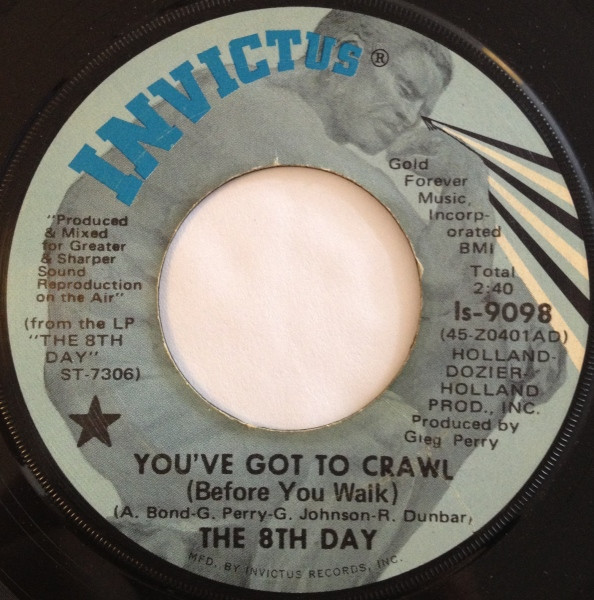 INVICTUS®
"Produced
& Mixed
for Greater
& Sharper
Sound
Reproduction
on the Air"
(from the LP
"THE 8TH
DAY"
ST-7306)
Gold
Forever
Music,
Incorp-
orated
BMI
Total
2:40
Is-9098
(45-Z0401AD)
HOLLAND-
DOZIER-
HOLLAND
PROD., INC.
Produced by
Gleg Perry
YOU'VE GOT TO CRAWL
(Before You Walk)
(A. Bond-G. Perry-G. Johnson-R. Dunbar)
THE 8TH DAY
MFD. BY INVICTUS RECORDS, INC.